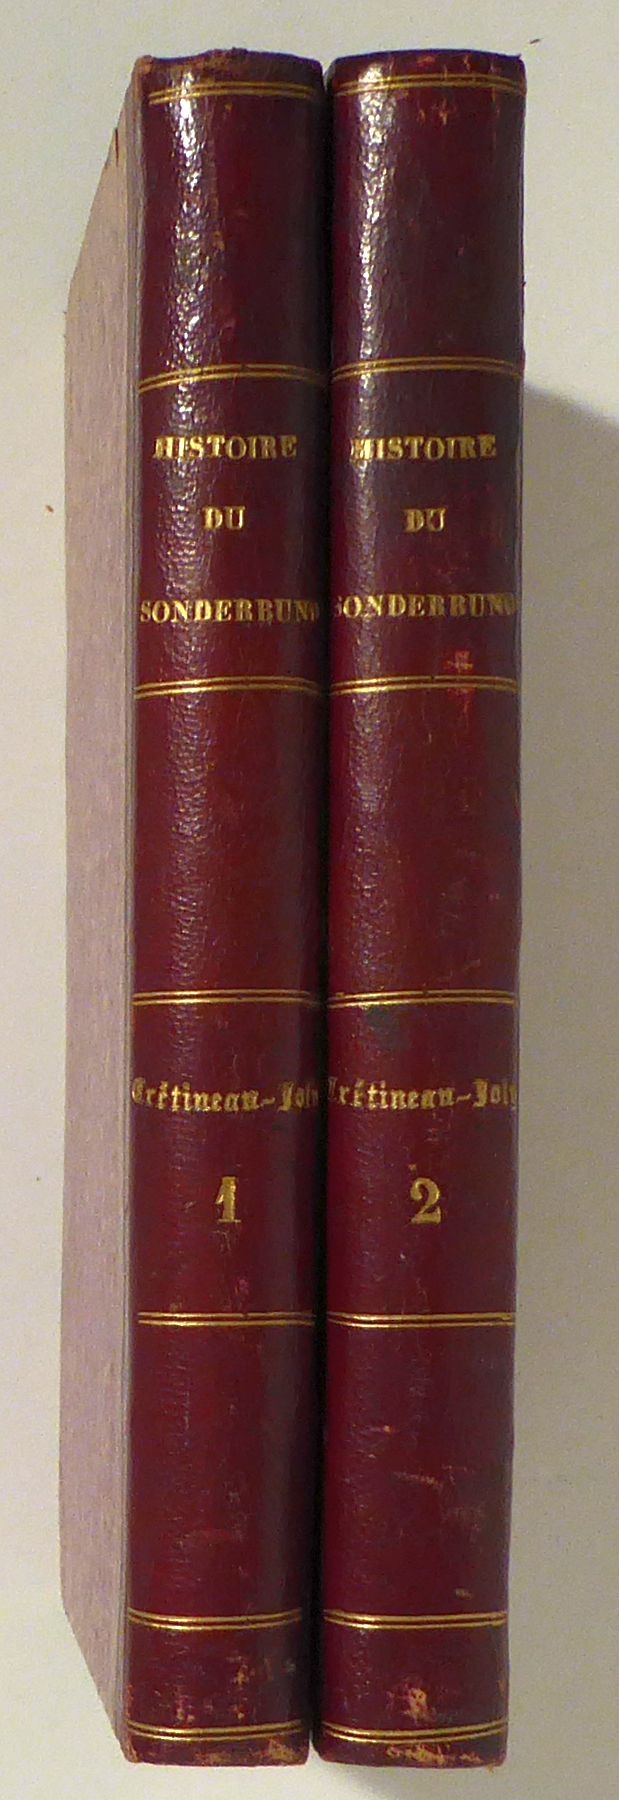 HISTOIRE
DU
SONDERBUND
Crétineau-Joly
1
HISTOIRE
DU
SONDERBUND
Crétineau-Joly
2